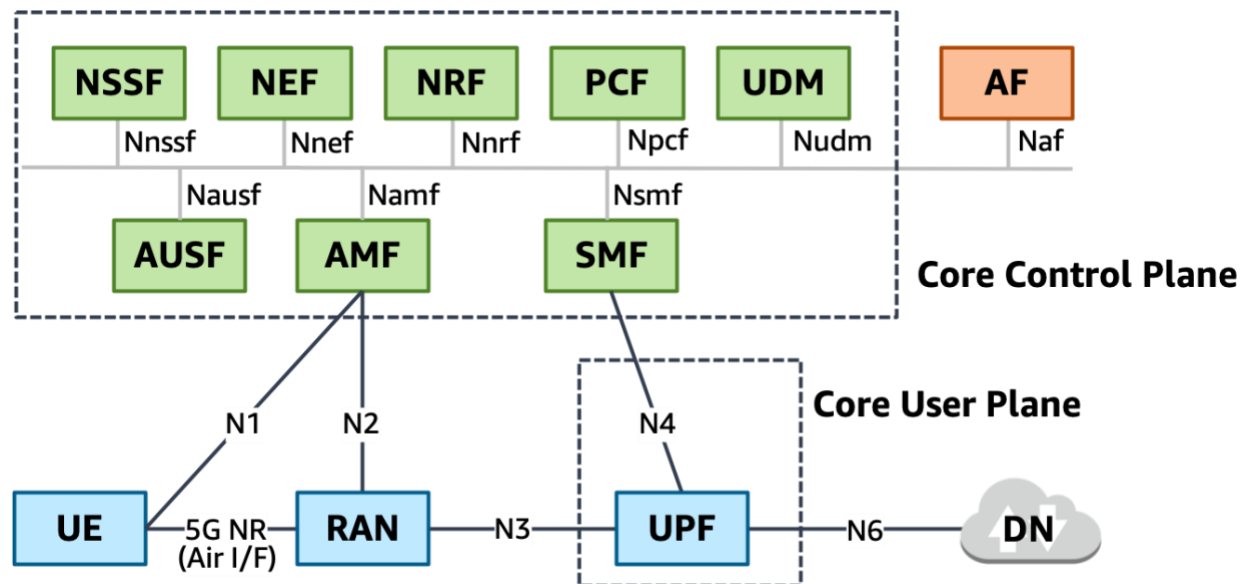 NSSF NEF NRF PCF UDM AF
Nnssf Nnef Nnrf Npcf Nudm Naf
Nausf Namf Nsmf
AUSF AMF SMF
Core Control Plane
Core User Plane
N1 N2 N4
UE 5G NR RAN N3 UPF N6 DN
(Air I/F)